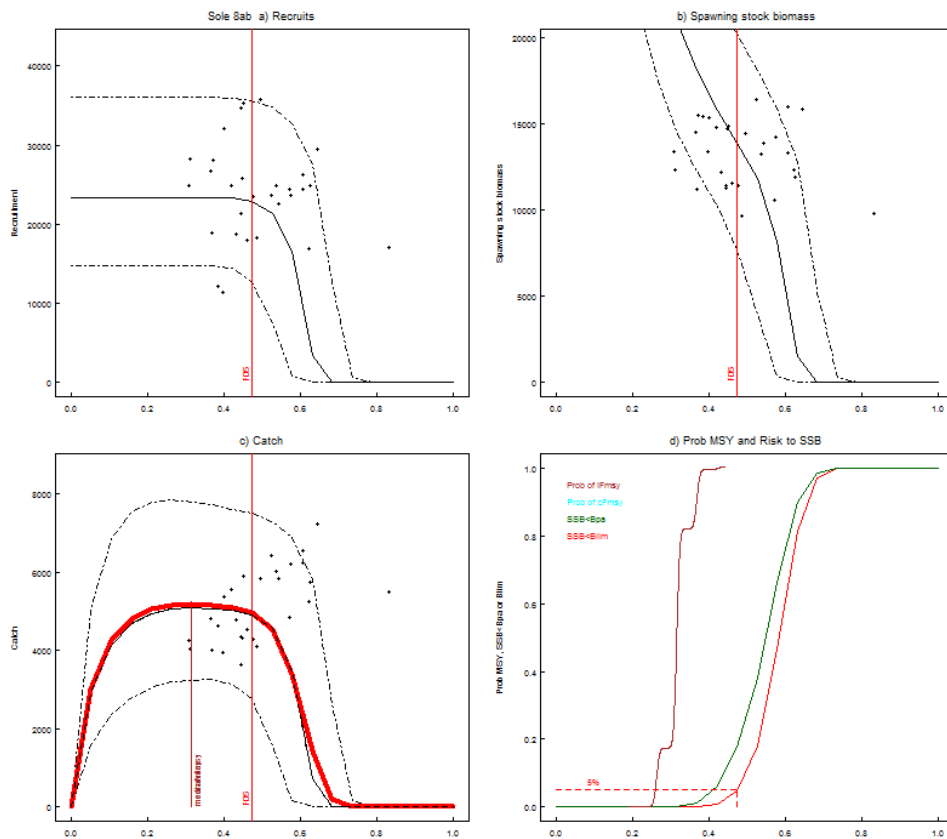 Sole 8ab a) Recruits
40000
30000
20000
10000
0
Recruitment
F05
0.0 0.2 0.4 0.6 0.8 1.0
b) Spawning stock biomass
20000
15000
10000
5000
0
Spawning stock biomass
F05
0.0 0.2 0.4 0.6 0.8 1.0
c) Catch
8000
6000
4000
2000
0
Catch
F05
0.0 0.2 0.4 0.6 0.8 1.0
d) Prob MSY and Risk to SSB
1.0
0.8
0.6
0.4
0.2
0.0
Prob MSY, SSB<Bpa or Blim
Prob of lFmsy
Prob of cFmsy
SSB<Bpa
SSB<Blim
5%
0.0 0.2 0.4 0.6 0.8 1.0